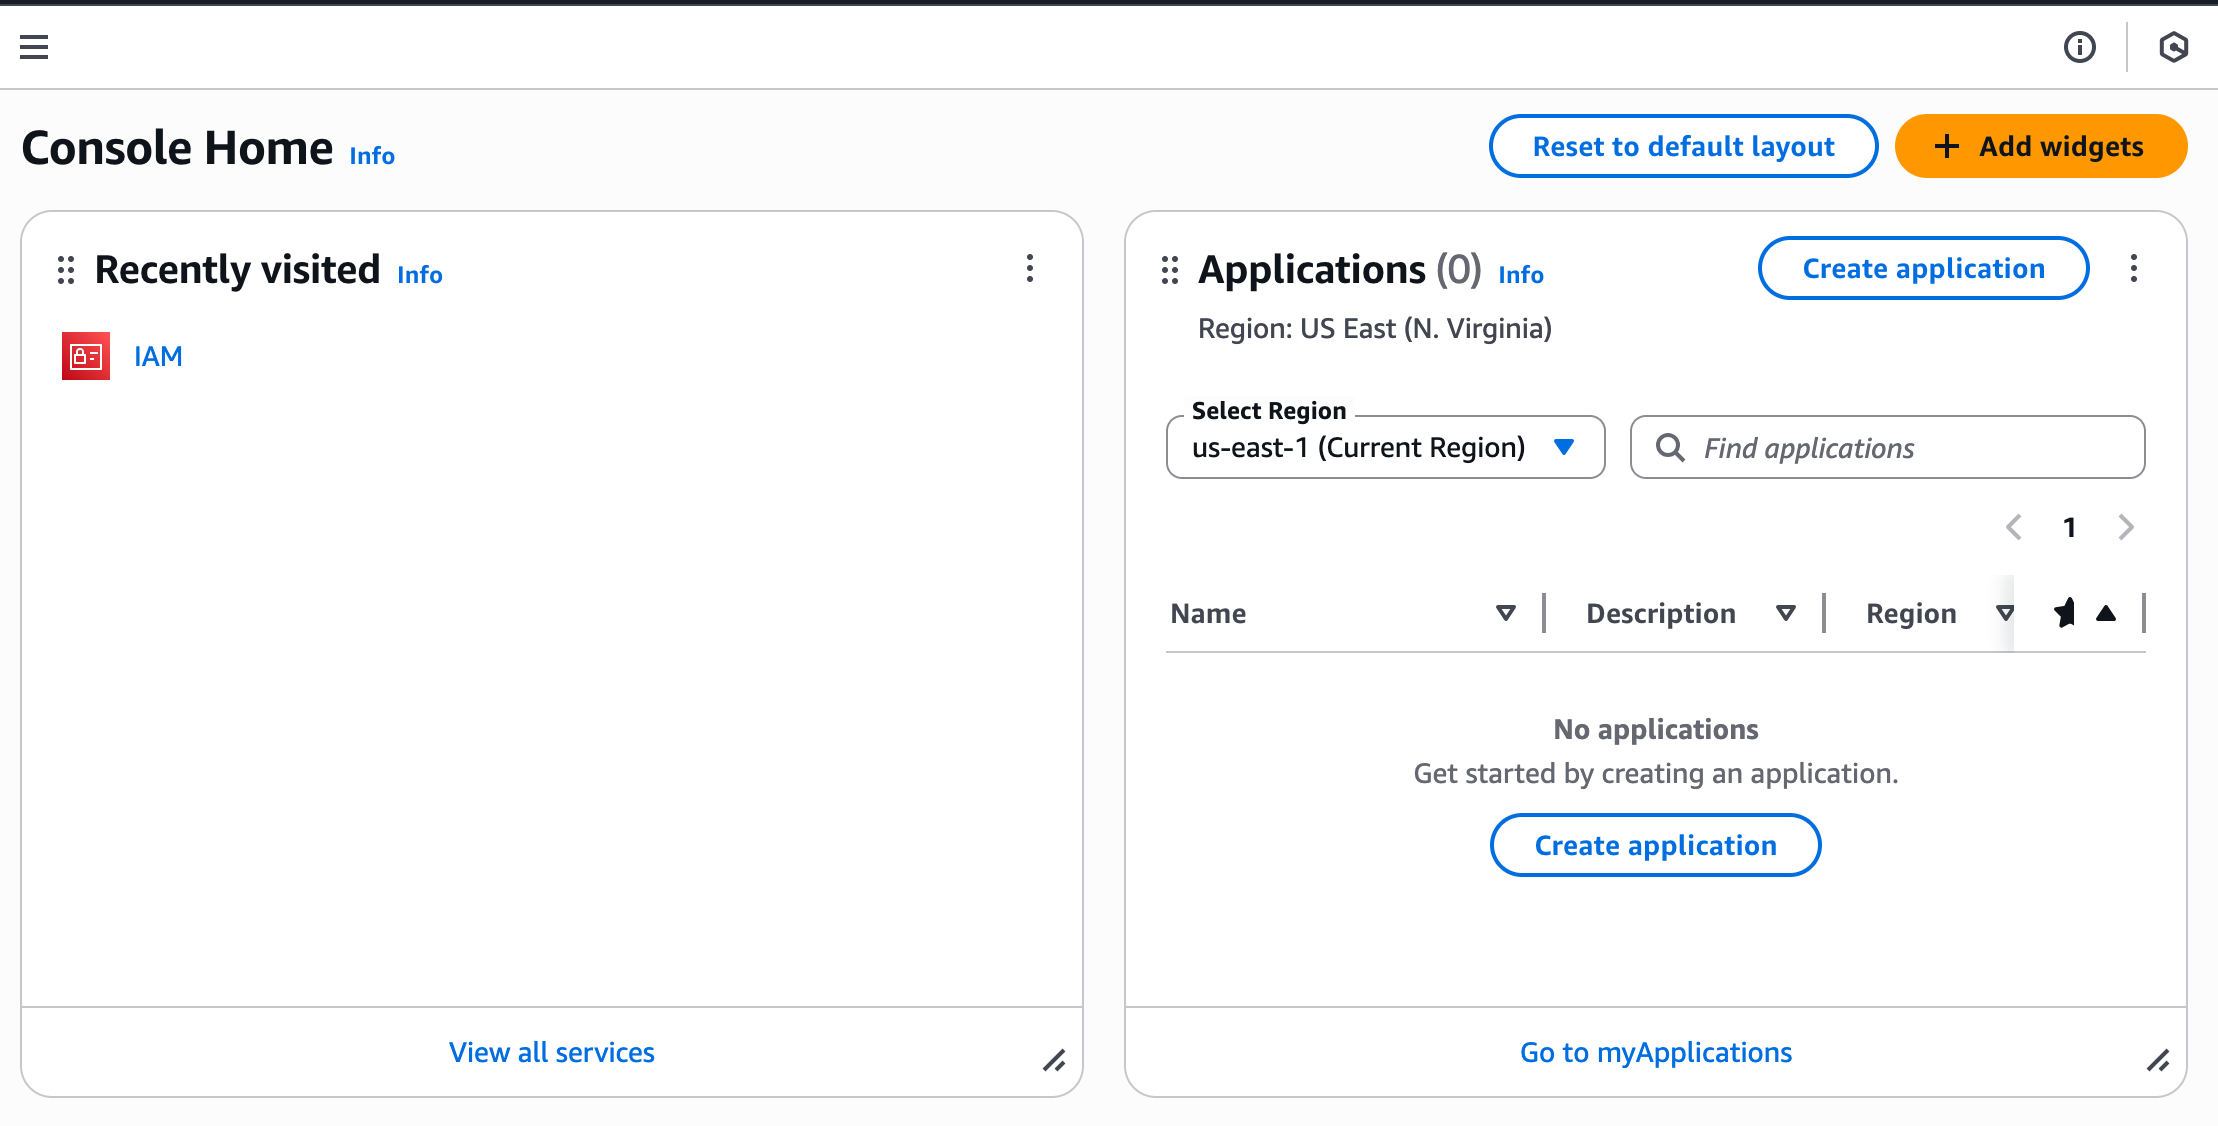 Console Home Info
Reset to default layout
Add widgets
Recently visited Info
IAM
View all services
Applications (0) Info
Create application
Region: US East (N. Virginia)
Select Region
us-east-1 (Current Region)
Find applications
1
Name Description Region
No applications
Get started by creating an application.
Create application
Go to myApplications